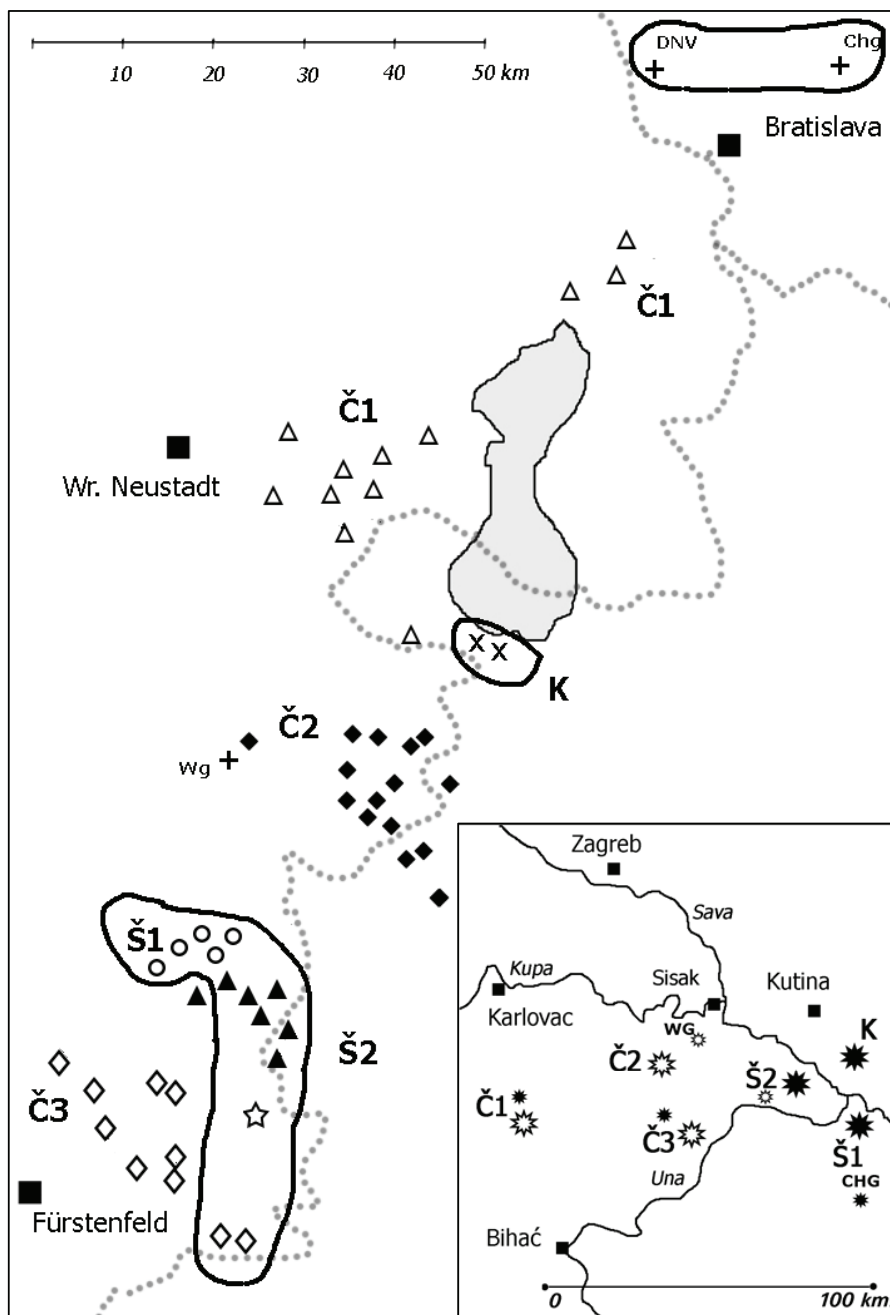 DNV
Chg
10 20 30 40 50 km
Bratislava
Č1
Č1
Wr. Neustadt
x x
K
Č2
Wg
Š1
Š2
Č3
Fürstenfeld
Zagreb
Sava
Kupa
Sisak
Kutina
Karlovac
WG
K
Č2
Š2
Č1
Č3
Š1
Una
CHG
Bihać
0 100 km